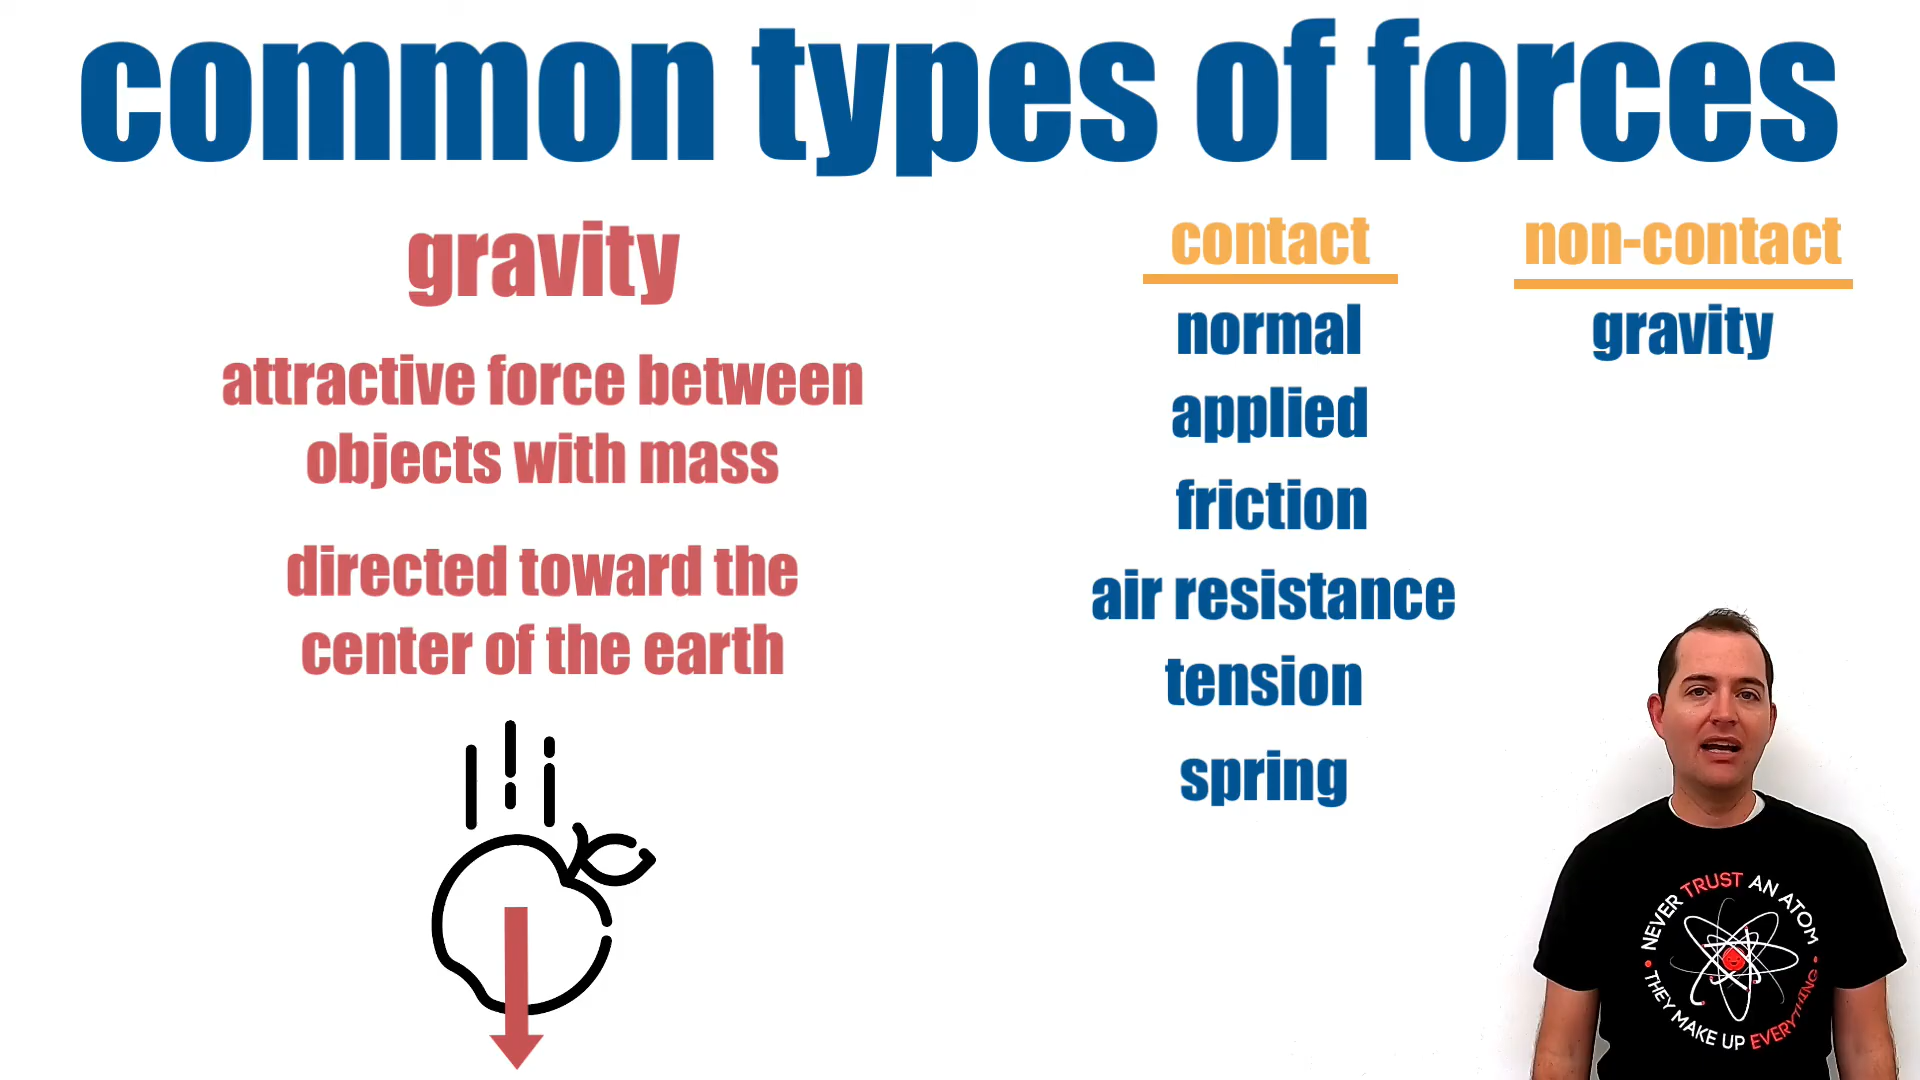 common types of forces
gravity
attractive force between
objects with mass
directed toward the
center of the earth
contact
normal
applied
friction
air resistance
tension
spring
non-contact
gravity
NEVER TRUST AN ATOM
THEY MAKE UP EVERYTHING